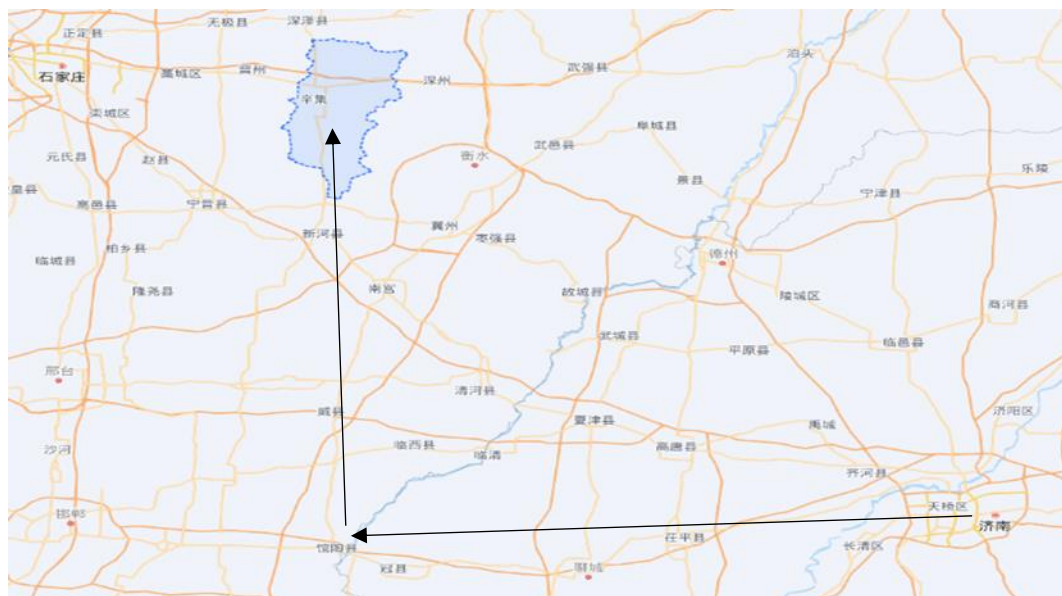 无极县
深泽县
正定县
泊头
石家庄
藁城区
晋州
深州
武强县
辛集
栾城区
阜城县
武邑县
元氏县
赵县
衡水
景县
乐陵
皇县
宁津县
高邑县
宁晋县
冀州
新河县
枣强县
柏乡县
德州
临城县
隆尧县
南宫
故城县
陵城区
商河县
武城县
平原县
临邑县
邢台
清河县
威县
夏津县
禹城
济阳区
沙河
临西县
临清
高唐县
齐河县
天桥区
邯郸
济南
馆陶县
茌平县
长清区
冠县
聊城